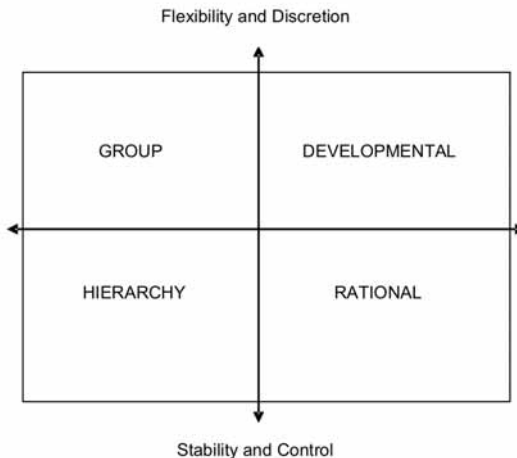 Flexibility and Discretion
GROUP
DEVELOPMENTAL
HIERARCHY
RATIONAL
Stability and Control